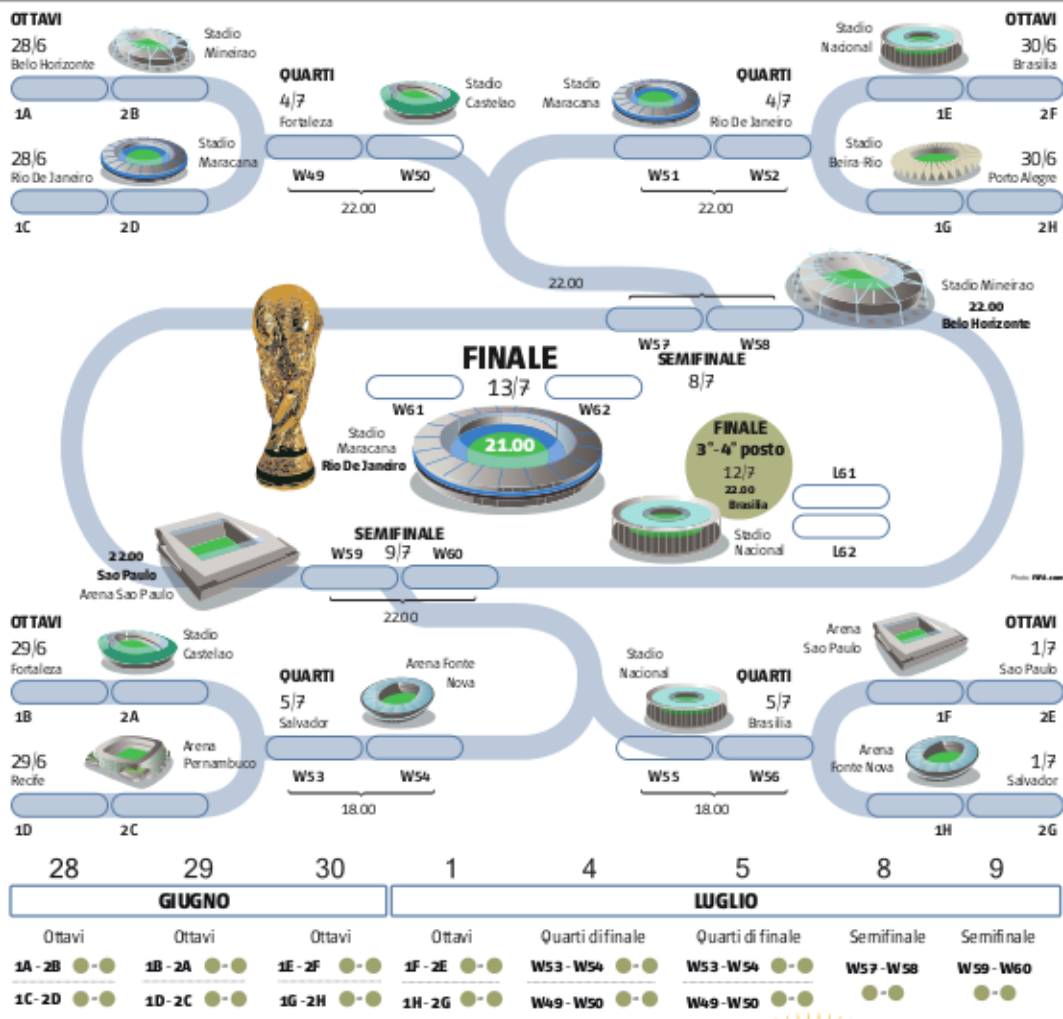 OTTAVI
28/6
Belo Horizonte
Stadio
Mineirao
1A
2B
28/6
Rio De Janeiro
Stadio
Maracana
1C
2D
QUARTI
4/7
Fortaleza
Stadio
Castelao
W49
W50
22.00
Stadio
Maracana
QUARTI
4/7
Rio De Janeiro
W51
W52
22.00
Stadio
Nacional
OTTAVI
30/6
Brasilia
1E
2F
Stadio
Beira-Rio
30/6
Porto Alegre
1G
2H
22.00
Stadio Mineirao
22.00
Belo Horizonte
W57
W58
SEMIFINALE
8/7
FINALE
13/7
W61
W62
Stadio
Maracana
Rio De Janeiro
21.00
FINALE
3°-4° posto
12/7
22.00
Brasilia
L61
L62
Stadio
Nacional
SEMIFINALE
W59
9/7
W60
22.00
Sao Paulo
Arena Sao Paulo
22.00
Photo: FIFA.com
OTTAVI
29/6
Fortaleza
Stadio
Castelao
1B
2A
29/6
Recife
Arena
Pernambuco
1D
2C
QUARTI
5/7
Salvador
Arena Fonte
Nova
W53
W54
18.00
Stadio
Nacional
QUARTI
5/7
Brasilia
W55
W56
18.00
Arena
Sao Paulo
OTTAVI
1/7
Sao Paulo
1F
2E
Arena
Fonte Nova
1/7
Salvador
1H
2G
28 29 30 1 4 5 8 9
GIUGNO LUGLIO
Ottavi Ottavi Ottavi Ottavi Quarti di finale Quarti di finale Semifinale Semifinale
1A - 2B - 1B - 2A - 1E - 2F - 1F - 2E - W53 - W54 - W53 - W54 - W57 - W58 W59 - W60
1C - 2D - 1D - 2C - 1G - 2H - 1H - 2G - W49 - W50 - W49 - W50 - - -